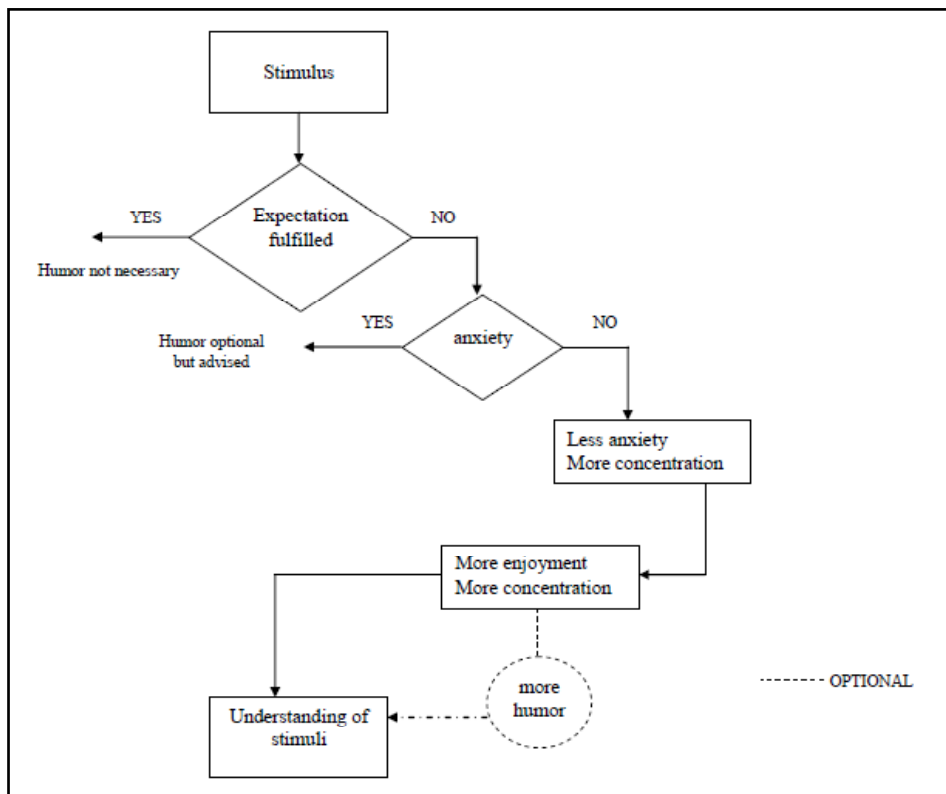 Stimulus
Expectation
fulfilled
YES
NO
Humor not necessary
anxiety
YES
NO
Humor optional
but advised
Less anxiety
More concentration
More enjoyment
More concentration
more
humor
OPTIONAL
Understanding of
stimuli